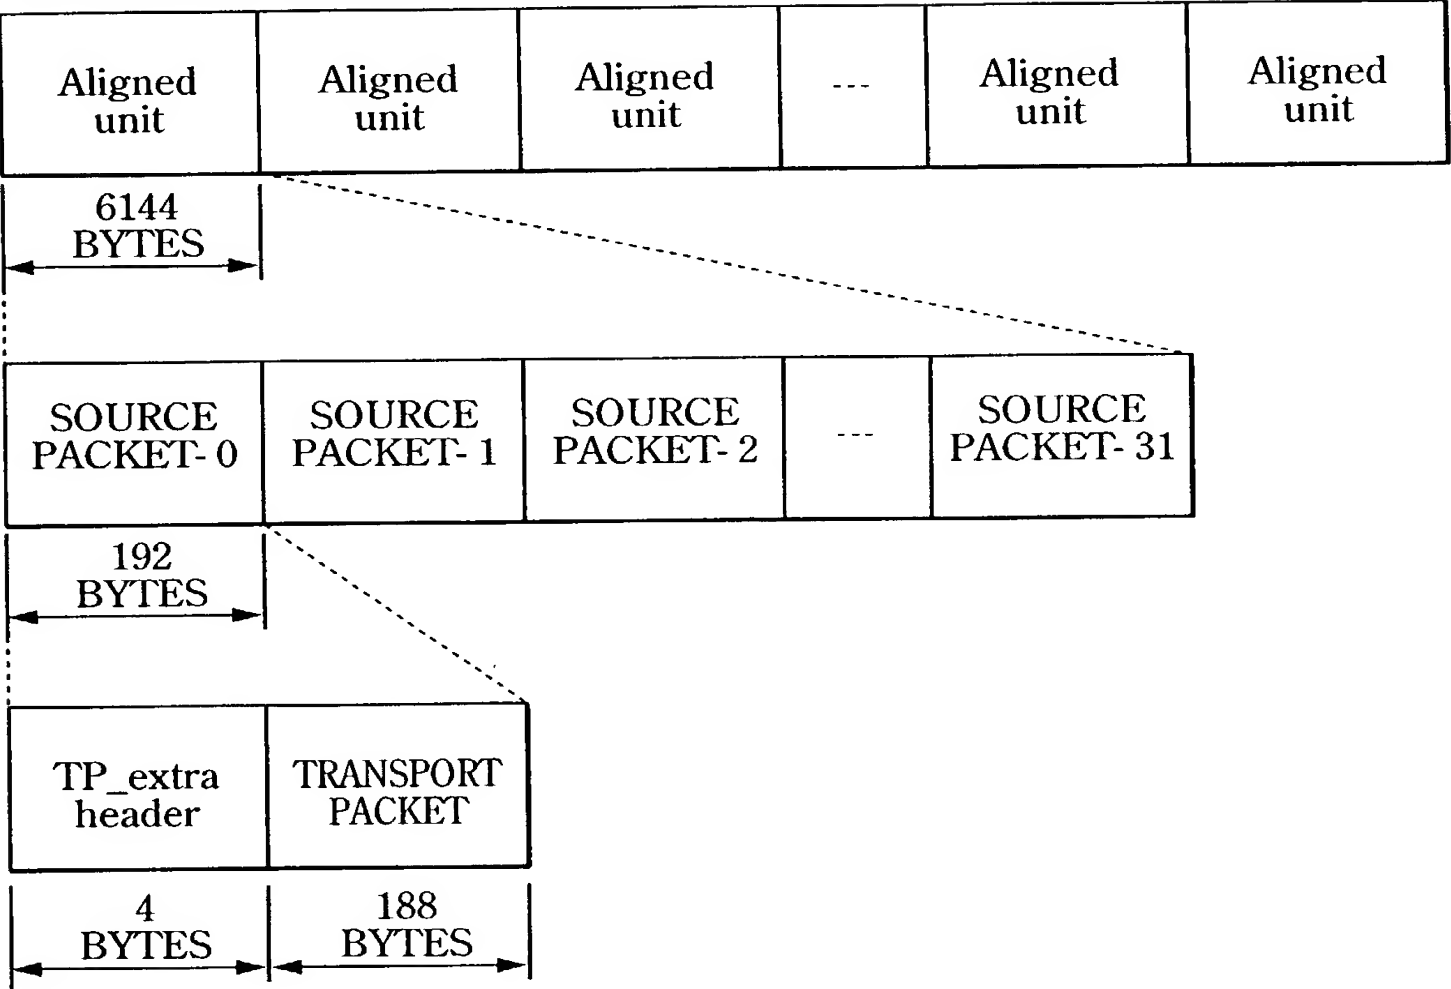 Aligned
unit
Aligned
unit
Aligned
unit
---
Aligned
unit
Aligned
unit
6144
BYTES
SOURCE
PACKET- 0
SOURCE
PACKET- 1
SOURCE
PACKET- 2
---
SOURCE
PACKET- 31
192
BYTES
TP_extra
header
TRANSPORT
PACKET
4
BYTES
188
BYTES